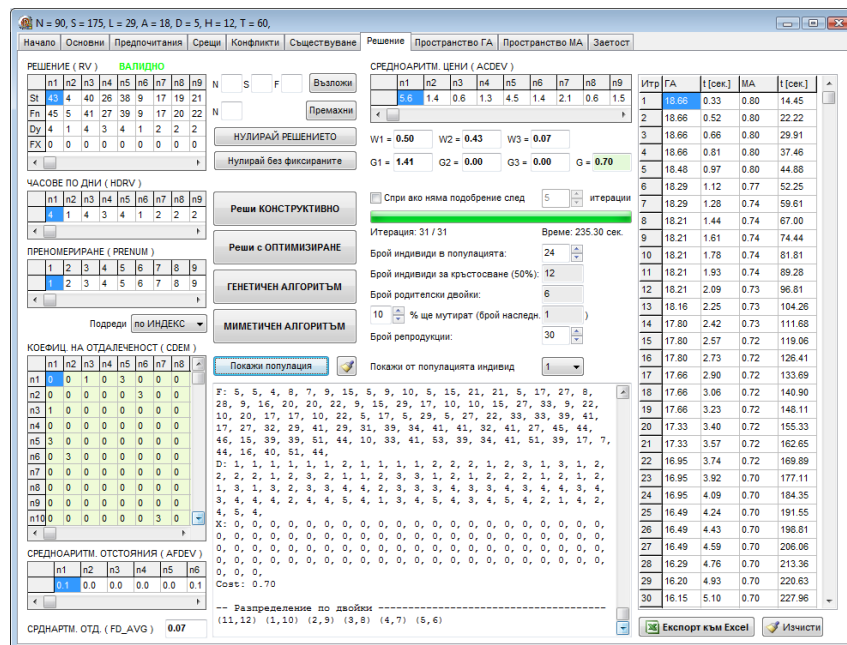 N = 90, S = 175, L = 29, A = 18, D = 5, H = 12, T = 60,
Начало Основни Предпочитания Срещи Конфликти Съществуване Решение Пространство ГА Пространство МА Заетост
РЕШЕНИЕ ( RV ) ВАЛИДНО
n1 n2 n3 n4 n5 n6 n7 n8 n9
St 43 4 40 26 38 9 17 19 21
Fn 45 5 41 27 39 9 17 20 22
Dy 4 1 4 3 4 1 2 2 2
FX 0 0 0 0 0 0 0 0 0
ЧАСОВЕ ПО ДНИ ( HDRV )
n1 n2 n3 n4 n5 n6 n7 n8 n9
4 1 4 3 4 1 2 2 2
ПРЕНОМЕРИРАНЕ ( PRENUM )
1 2 3 4 5 6 7 8 9
1 2 3 4 5 6 7 8 9
Подреди по ИНДЕКС
КОЕФИЦ. НА ОТДАЛЕЧЕНОСТ ( CDEM )
n1 n2 n3 n4 n5 n6 n7 n8
n1 0 0 1 0 3 0 0 0
n2 0 0 0 0 0 3 0 0
n3 1 0 0 0 0 0 0 0
n4 0 0 0 0 0 0 0 0
n5 3 0 0 0 0 0 0 0
n6 0 3 0 0 0 0 0 0
n7 0 0 0 0 0 0 0 0
n8 0 0 0 0 0 0 0 0
n9 0 0 0 0 0 0 0 0
n10 0 0 0 0 0 0 3 0
СРЕДНОАРИТМ. ОТСТОЯНИЯ ( AFDEV )
n1 n2 n3 n4 n5 n6
0.1 0.0 0.0 0.0 0.0 0.1
СРДНАРТМ. ОТД. ( FD_AVG ) 0.07
N S F Възложи
N Премахни
НУЛИРАЙ РЕШЕНИЕТО
Нулирай без фиксираните
Реши КОНСТРУКТИВНО
Реши с ОПТИМИЗИРАНЕ
ГЕНЕТИЧЕН АЛГОРИТЪМ
МИМЕТИЧЕН АЛГОРИТЪМ
Покажи популация
СРЕДНОАРИТМ. ЦЕНИ ( ACDEV )
n1 n2 n3 n4 n5 n6 n7 n8 n9
5.6 1.4 0.6 1.3 4.5 1.4 2.1 0.6 1.5
W1 = 0.50 W2 = 0.43 W3 = 0.07
G1 = 1.41 G2 = 0.00 G3 = 0.00 G = 0.70
Спри ако няма подобрение след 5 итерации
Итерация: 31 / 31 Време: 235.30 сек.
Брой индивиди в популацията: 24
Брой индивиди за кръстосване (50%): 12
Брой родителски двойки: 6
10 % ще мутират (брой наследн. 1 )
Брой репродукции: 30
Покажи от популацията индивид 1
F: 5, 5, 4, 8, 7, 9, 15, 5, 9, 10, 5, 15, 21, 21, 5, 17, 27, 8,
28, 9, 16, 20, 20, 22, 9, 15, 29, 17, 10, 10, 15, 27, 33, 9, 22,
10, 20, 17, 17, 10, 22, 5, 17, 5, 29, 5, 27, 22, 33, 33, 39, 41,
17, 27, 32, 29, 41, 29, 31, 39, 34, 41, 41, 32, 41, 27, 45, 44,
46, 15, 39, 39, 51, 44, 10, 33, 41, 53, 39, 34, 41, 51, 39, 17, 7,
44, 16, 40, 51, 44,
D: 1, 1, 1, 1, 1, 1, 2, 1, 1, 1, 1, 2, 2, 2, 1, 2, 3, 1, 3, 1, 2,
2, 2, 2, 1, 2, 3, 2, 1, 1, 2, 3, 3, 1, 2, 1, 2, 2, 2, 1, 2, 1, 2,
1, 3, 1, 3, 2, 3, 3, 4, 4, 2, 3, 3, 3, 4, 3, 3, 4, 3, 4, 4, 3, 4,
3, 4, 4, 4, 2, 4, 4, 5, 4, 1, 3, 4, 5, 4, 3, 4, 5, 4, 2, 1, 4, 2,
4, 5, 4,
X: 0, 0, 0, 0, 0, 0, 0, 0, 0, 0, 0, 0, 0, 0, 0, 0, 0, 0, 0, 0, 0,
0, 0, 0, 0, 0, 0, 0, 0, 0, 0, 0, 0, 0, 0, 0, 0, 0, 0, 0, 0, 0, 0,
0, 0, 0, 0, 0, 0, 0, 0, 0, 0, 0, 0, 0, 0, 0, 0, 0, 0, 0, 0, 0, 0,
0, 0, 0, 0, 0, 0, 0, 0, 0, 0, 0, 0, 0, 0, 0, 0, 0, 0, 0, 0, 0, 0,
0, 0, 0,
Cost: 0.70
-- Разпределение по двойки --------------------------------
(11,12) (1,10) (2,9) (3,8) (4,7) (5,6)
Итр ГА t [сек.] МА t [сек.]
1 18.66 0.33 0.80 14.45
2 18.66 0.52 0.80 22.22
3 18.66 0.66 0.80 29.91
4 18.66 0.81 0.80 37.46
5 18.48 0.97 0.80 44.88
6 18.29 1.12 0.77 52.25
7 18.29 1.28 0.74 59.61
8 18.21 1.44 0.74 67.00
9 18.21 1.61 0.74 74.44
10 18.21 1.78 0.74 81.81
11 18.21 1.93 0.74 89.28
12 18.21 2.09 0.73 96.81
13 18.16 2.25 0.73 104.26
14 17.80 2.42 0.73 111.68
15 17.80 2.57 0.72 119.06
16 17.80 2.73 0.72 126.41
17 17.66 2.90 0.72 133.69
18 17.66 3.06 0.72 140.90
19 17.66 3.23 0.72 148.11
20 17.33 3.40 0.72 155.33
21 17.33 3.57 0.72 162.65
22 16.95 3.74 0.72 169.89
23 16.95 3.92 0.70 177.11
24 16.95 4.09 0.70 184.35
25 16.49 4.24 0.70 191.55
26 16.49 4.43 0.70 198.81
27 16.49 4.59 0.70 206.06
28 16.29 4.76 0.70 213.36
29 16.20 4.93 0.70 220.63
30 16.15 5.10 0.70 227.96
Експорт към Excel Изчисти